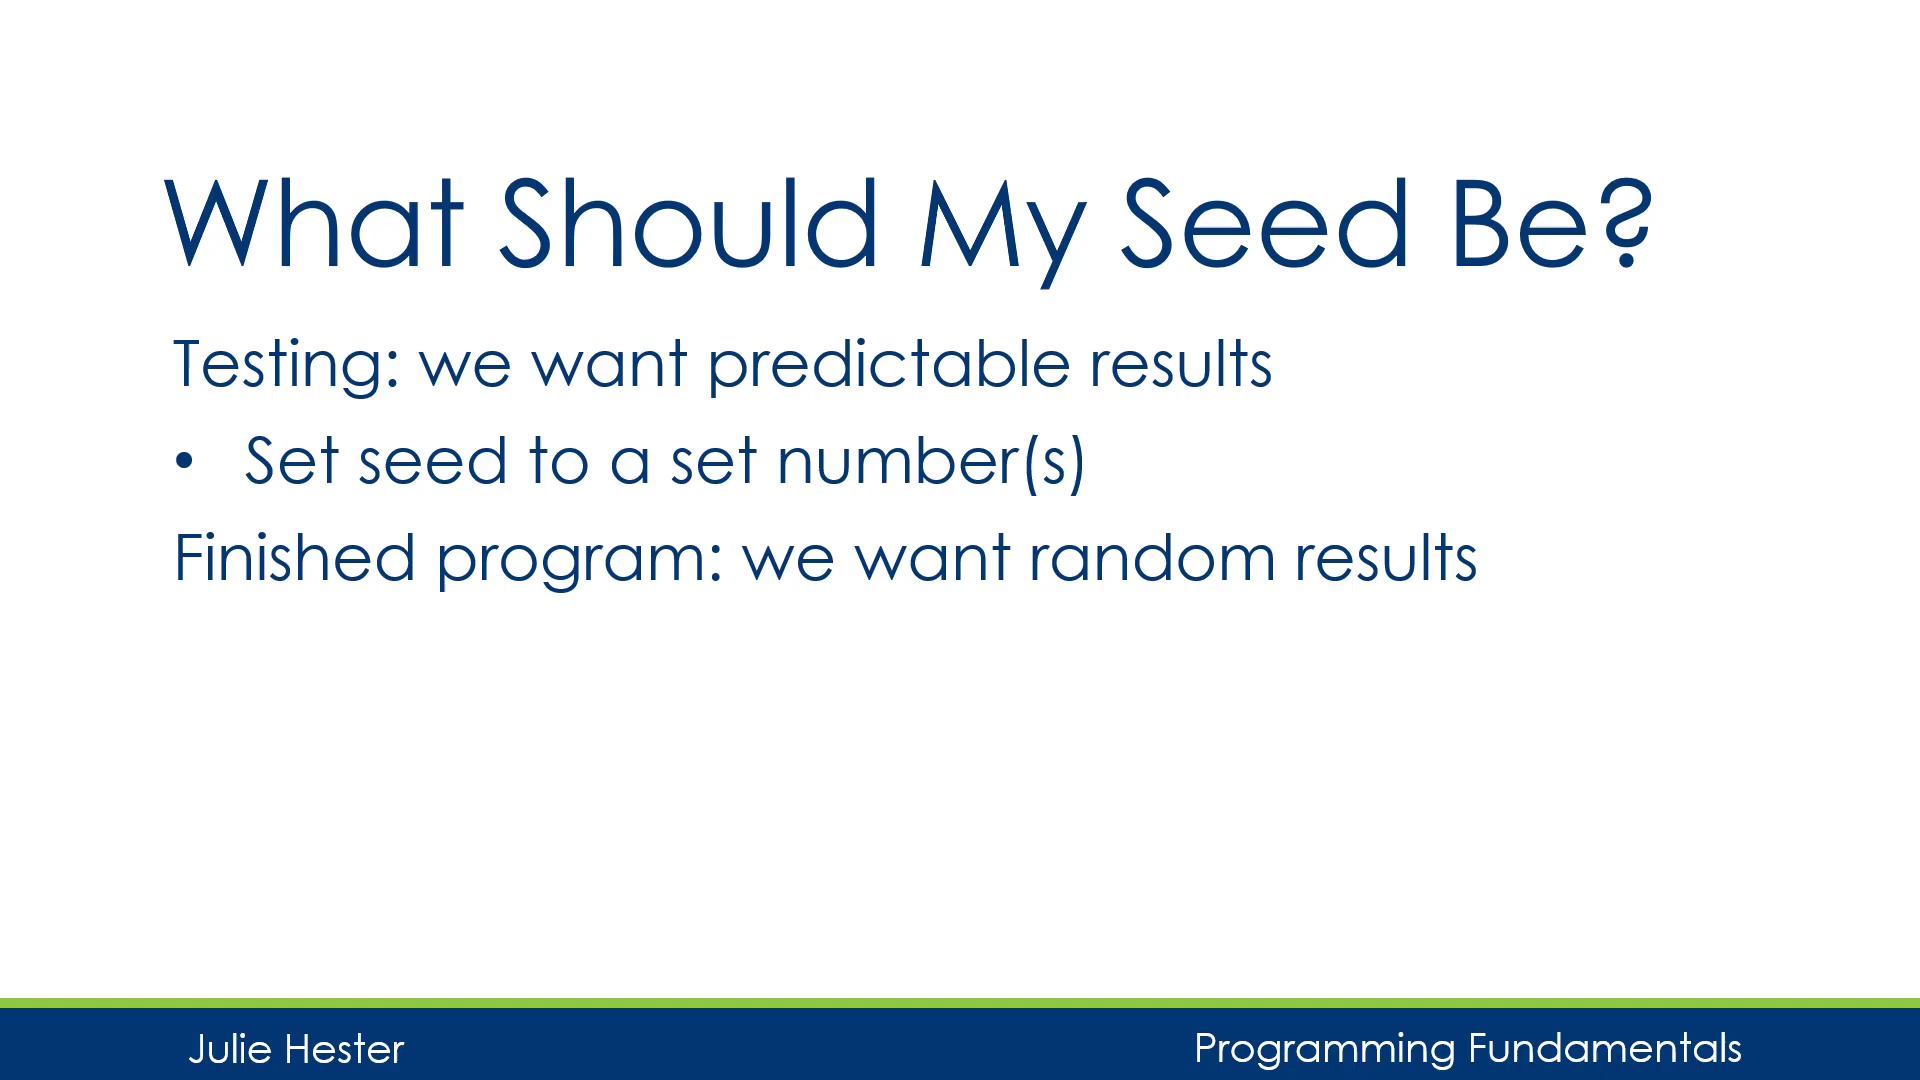 What Should My Seed Be?
Testing: we want predictable results
• Set seed to a set number(s)
Finished program: we want random results
Julie Hester
Programming Fundamentals